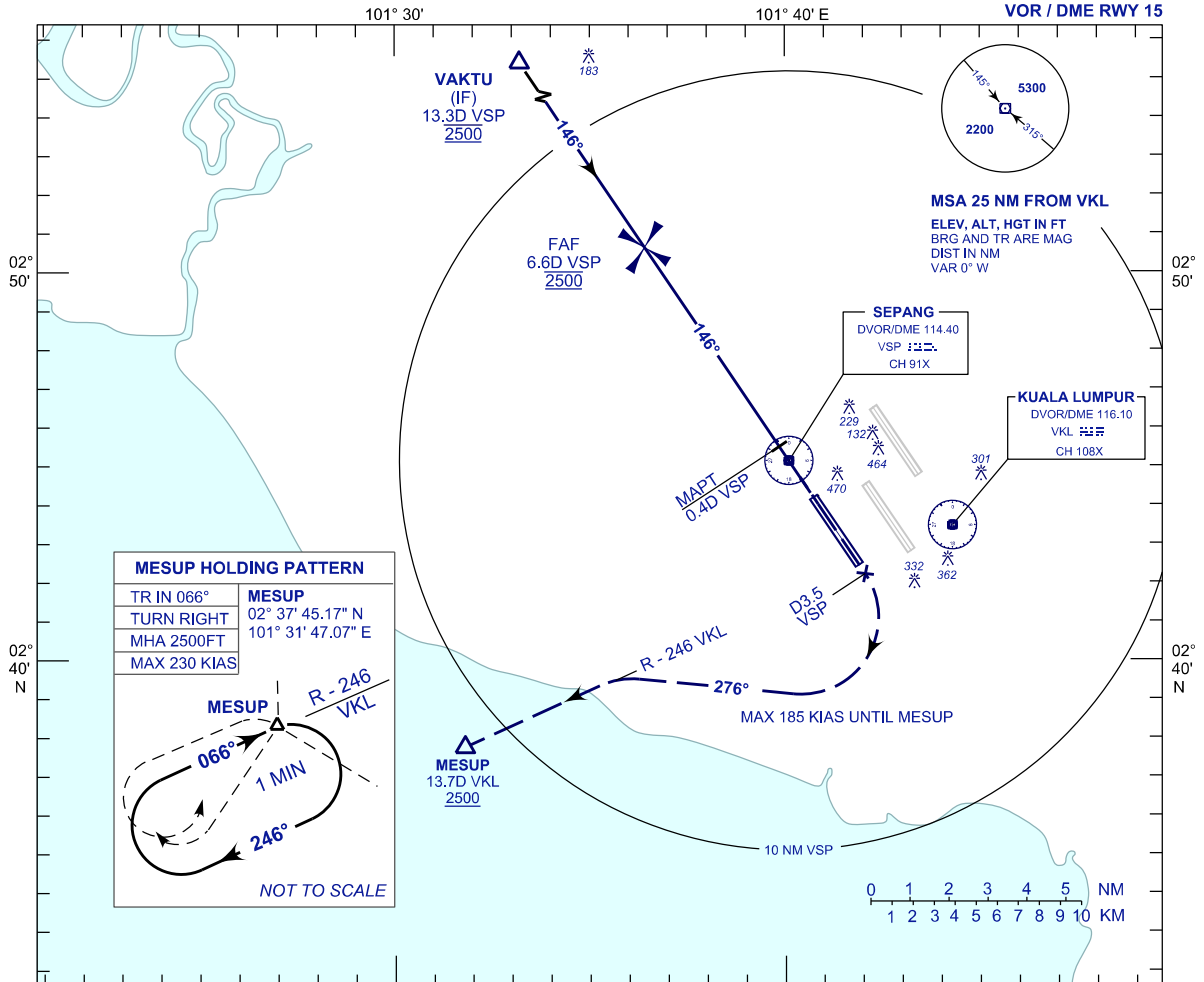 VOR / DME RWY 15
101° 30'
101° 40' E
VAKTU
(IF)
13.3D VSP
2500
183
146°
145°
5300
2200
315°
MSA 25 NM FROM VKL
ELEV, ALT, HGT IN FT
BRG AND TR ARE MAG
DIST IN NM
VAR 0° W
02°
50'
02°
50'
FAF
6.6D VSP
2500
146°
SEPANG
DVOR/DME 114.40
VSP
CH 91X
KUALA LUMPUR
DVOR/DME 116.10
VKL
CH 108X
229
132
464
470
301
332
362
MAPT
0.4D VSP
D3.5
VSP
MESUP HOLDING PATTERN
TR IN 066°
TURN RIGHT
MHA 2500FT
MAX 230 KIAS
MESUP
02° 37' 45.17" N
101° 31' 47.07" E
R - 246
VKL
MESUP
066°
1 MIN
246°
NOT TO SCALE
R - 246 VKL
276°
MAX 185 KIAS UNTIL MESUP
MESUP
13.7D VKL
2500
02°
40'
N
02°
40'
N
10 NM VSP
0 1 2 3 4 5 NM
1 2 3 4 5 6 7 8 9 10 KM